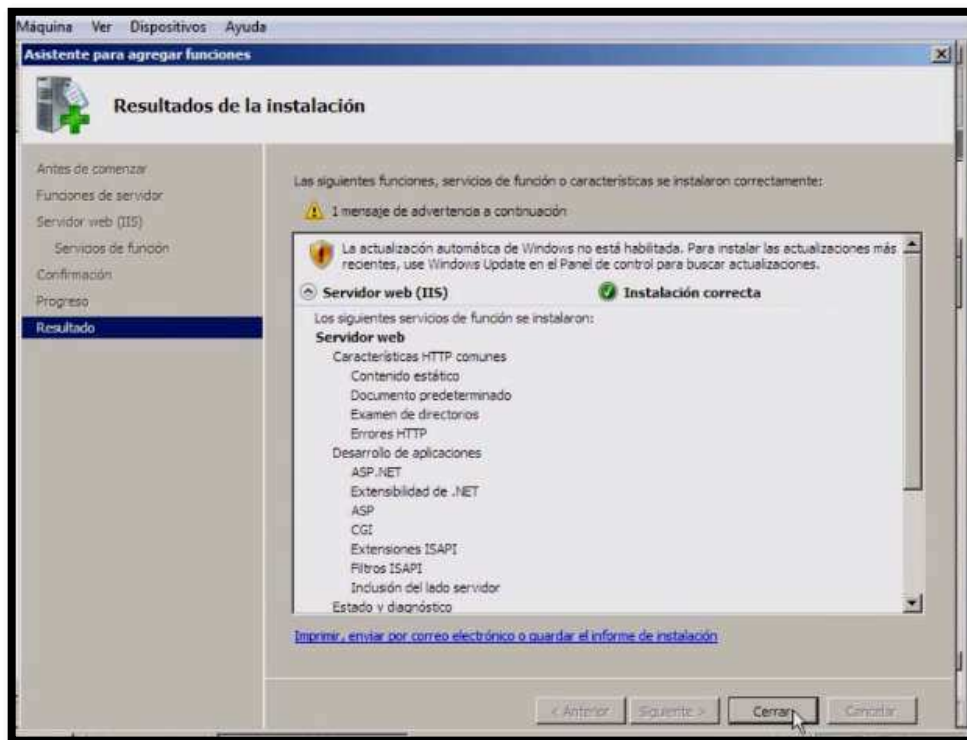 Máquina Ver Dispositivos Ayuda
Asistente para agregar funciones
Resultados de la instalación
Antes de comenzar
Funciones de servidor
Servidor web (IIS)
Servicios de función
Confirmación
Progreso
Resultado
Las siguientes funciones, servicios de función o características se instalaron correctamente:
1 mensaje de advertencia a continuación
La actualización automática de Windows no está habilitada. Para instalar las actualizaciones más
recientes, use Windows Update en el Panel de control para buscar actualizaciones.
Servidor web (IIS) Instalación correcta
Los siguientes servicios de función se instalaron:
Servidor web
Características HTTP comunes
Contenido estático
Documento predeterminado
Examen de directorios
Errores HTTP
Desarrollo de aplicaciones
ASP.NET
Extensibilidad de .NET
ASP
CGI
Extensiones ISAPI
Filtros ISAPI
Inclusión del lado servidor
Estado y diagnóstico
Imprimir, enviar por correo electrónico o guardar el informe de instalación
< Anterior Siguiente > Cerrar Cancelar